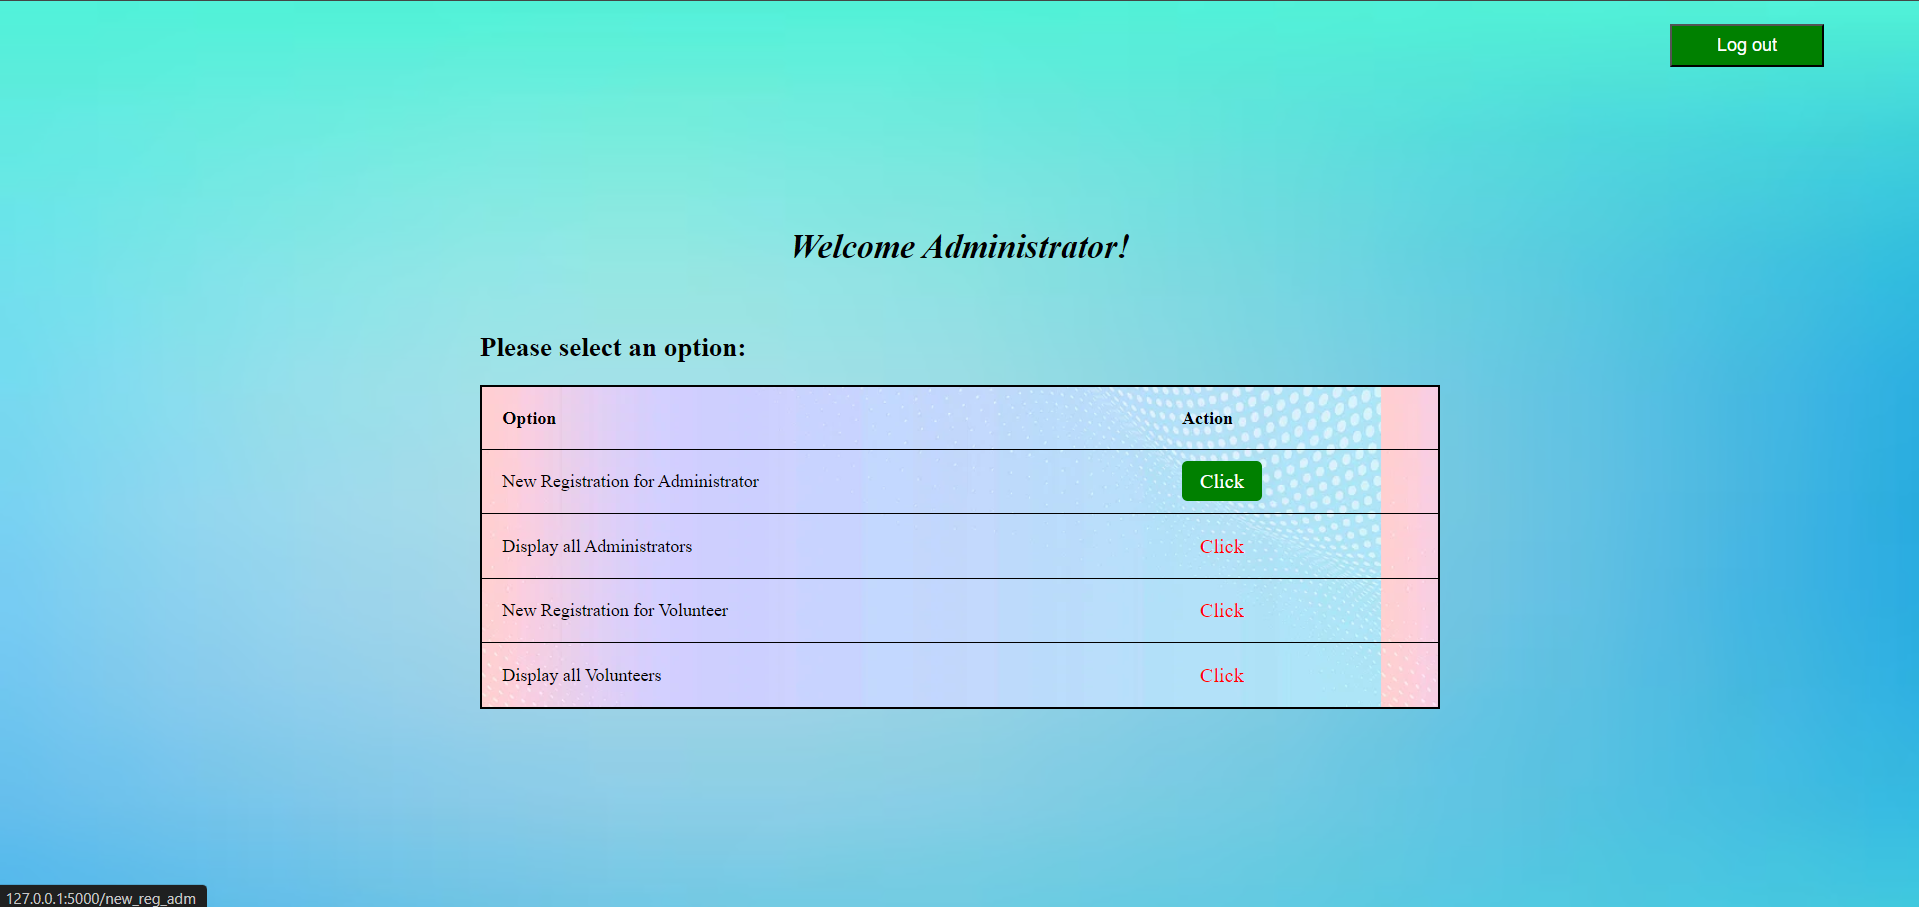 Log out
Welcome Administrator!
Please select an option:
Option Action
New Registration for Administrator Click
Display all Administrators Click
New Registration for Volunteer Click
Display all Volunteers Click
127.0.0.1:5000/new_reg_adm